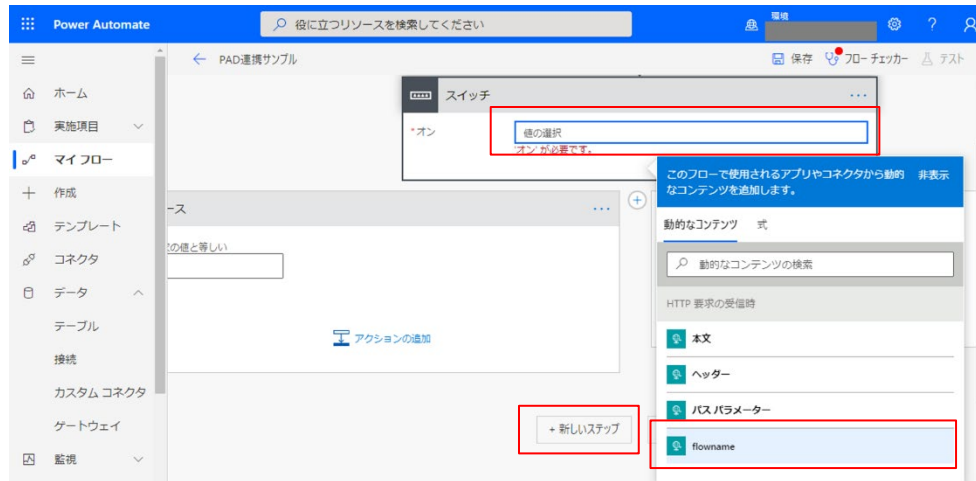 Power Automate
役に立つリソースを検索してください
環境
?
PAD連携サンプル
保存
フロー チェッカー
テスト
ホーム
実施項目
マイ フロー
作成
テンプレート
コネクタ
データ
テーブル
接続
カスタム コネクタ
ゲートウェイ
監視
スイッチ
...
*オン
値の選択
'オン' が必要です。
ース
...
次の値と等しい
アクションの追加
+ 新しいステップ
このフローで使用されるアプリやコネクタから動的なコンテンツを追加します。
非表示
動的なコンテンツ
式
動的なコンテンツの検索
HTTP 要求の受信時
本文
ヘッダー
パス パラメーター
flowname